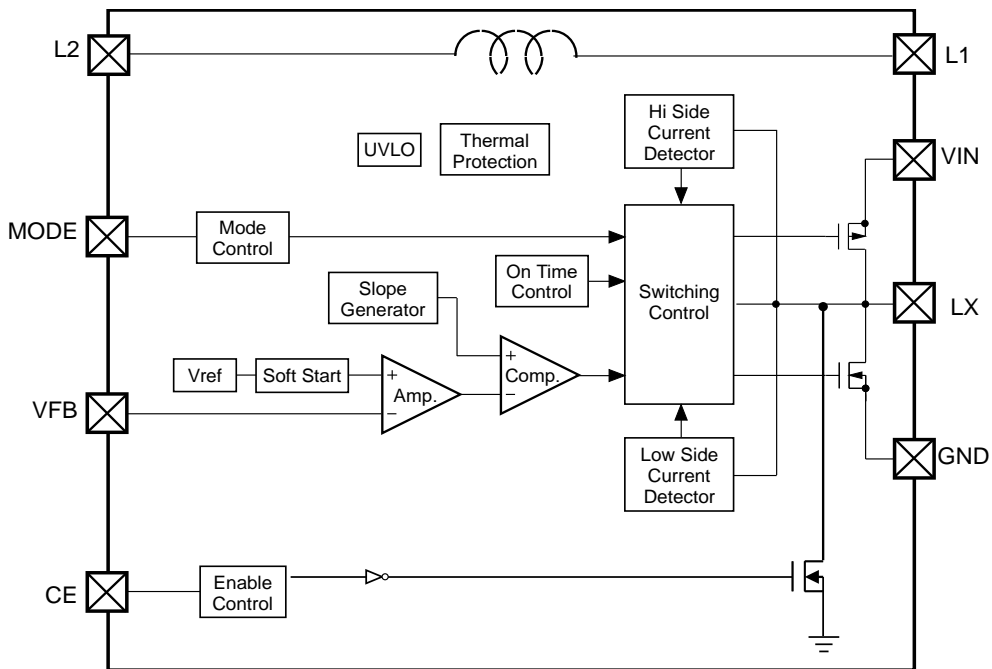 L2
L1
Hi Side
Current
Detector
UVLO
Thermal
Protection
VIN
MODE
Mode
Control
On Time
Control
Slope
Generator
Switching
Control
LX
Vref
Soft Start
+
−
Amp.
+
−
Comp.
VFB
Low Side
Current
Detector
GND
CE
Enable
Control